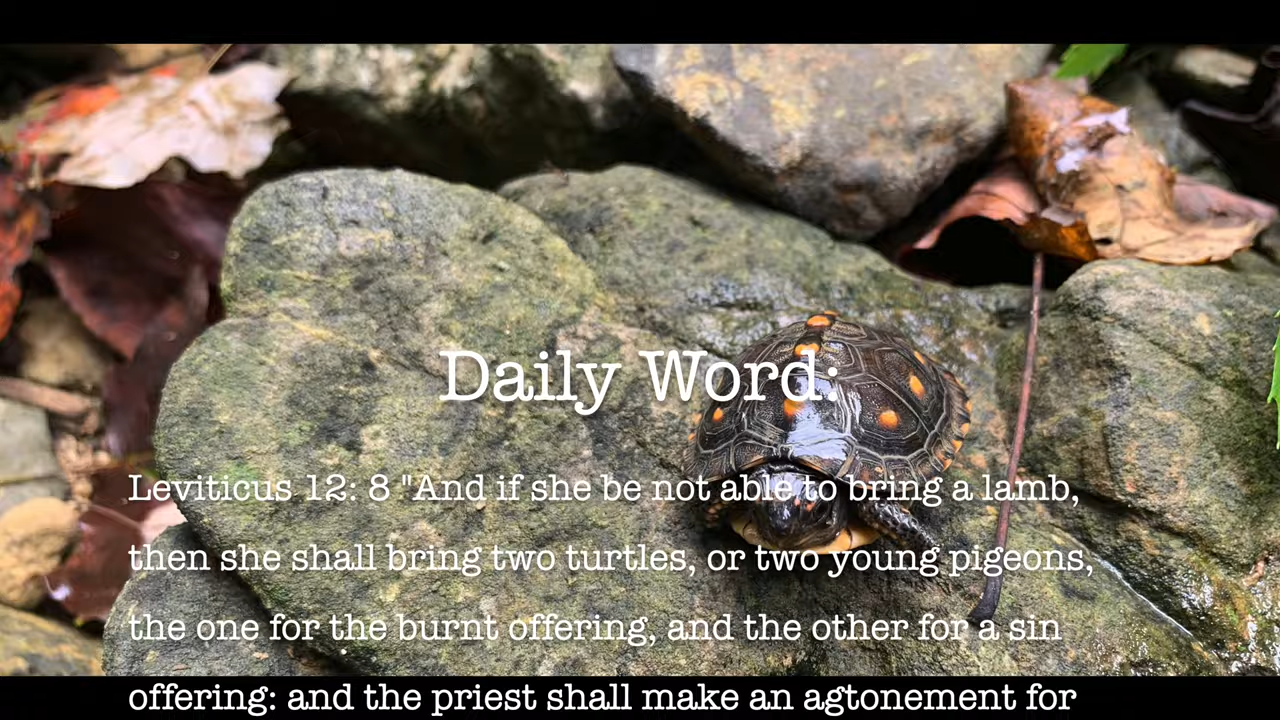 Daily Word:
Leviticus 12: 8 "And if she be not able to bring a lamb,
then she shall bring two turtles, or two young pigeons,
the one for the burnt offering, and the other for a sin
offering: and the priest shall make an agtonement for